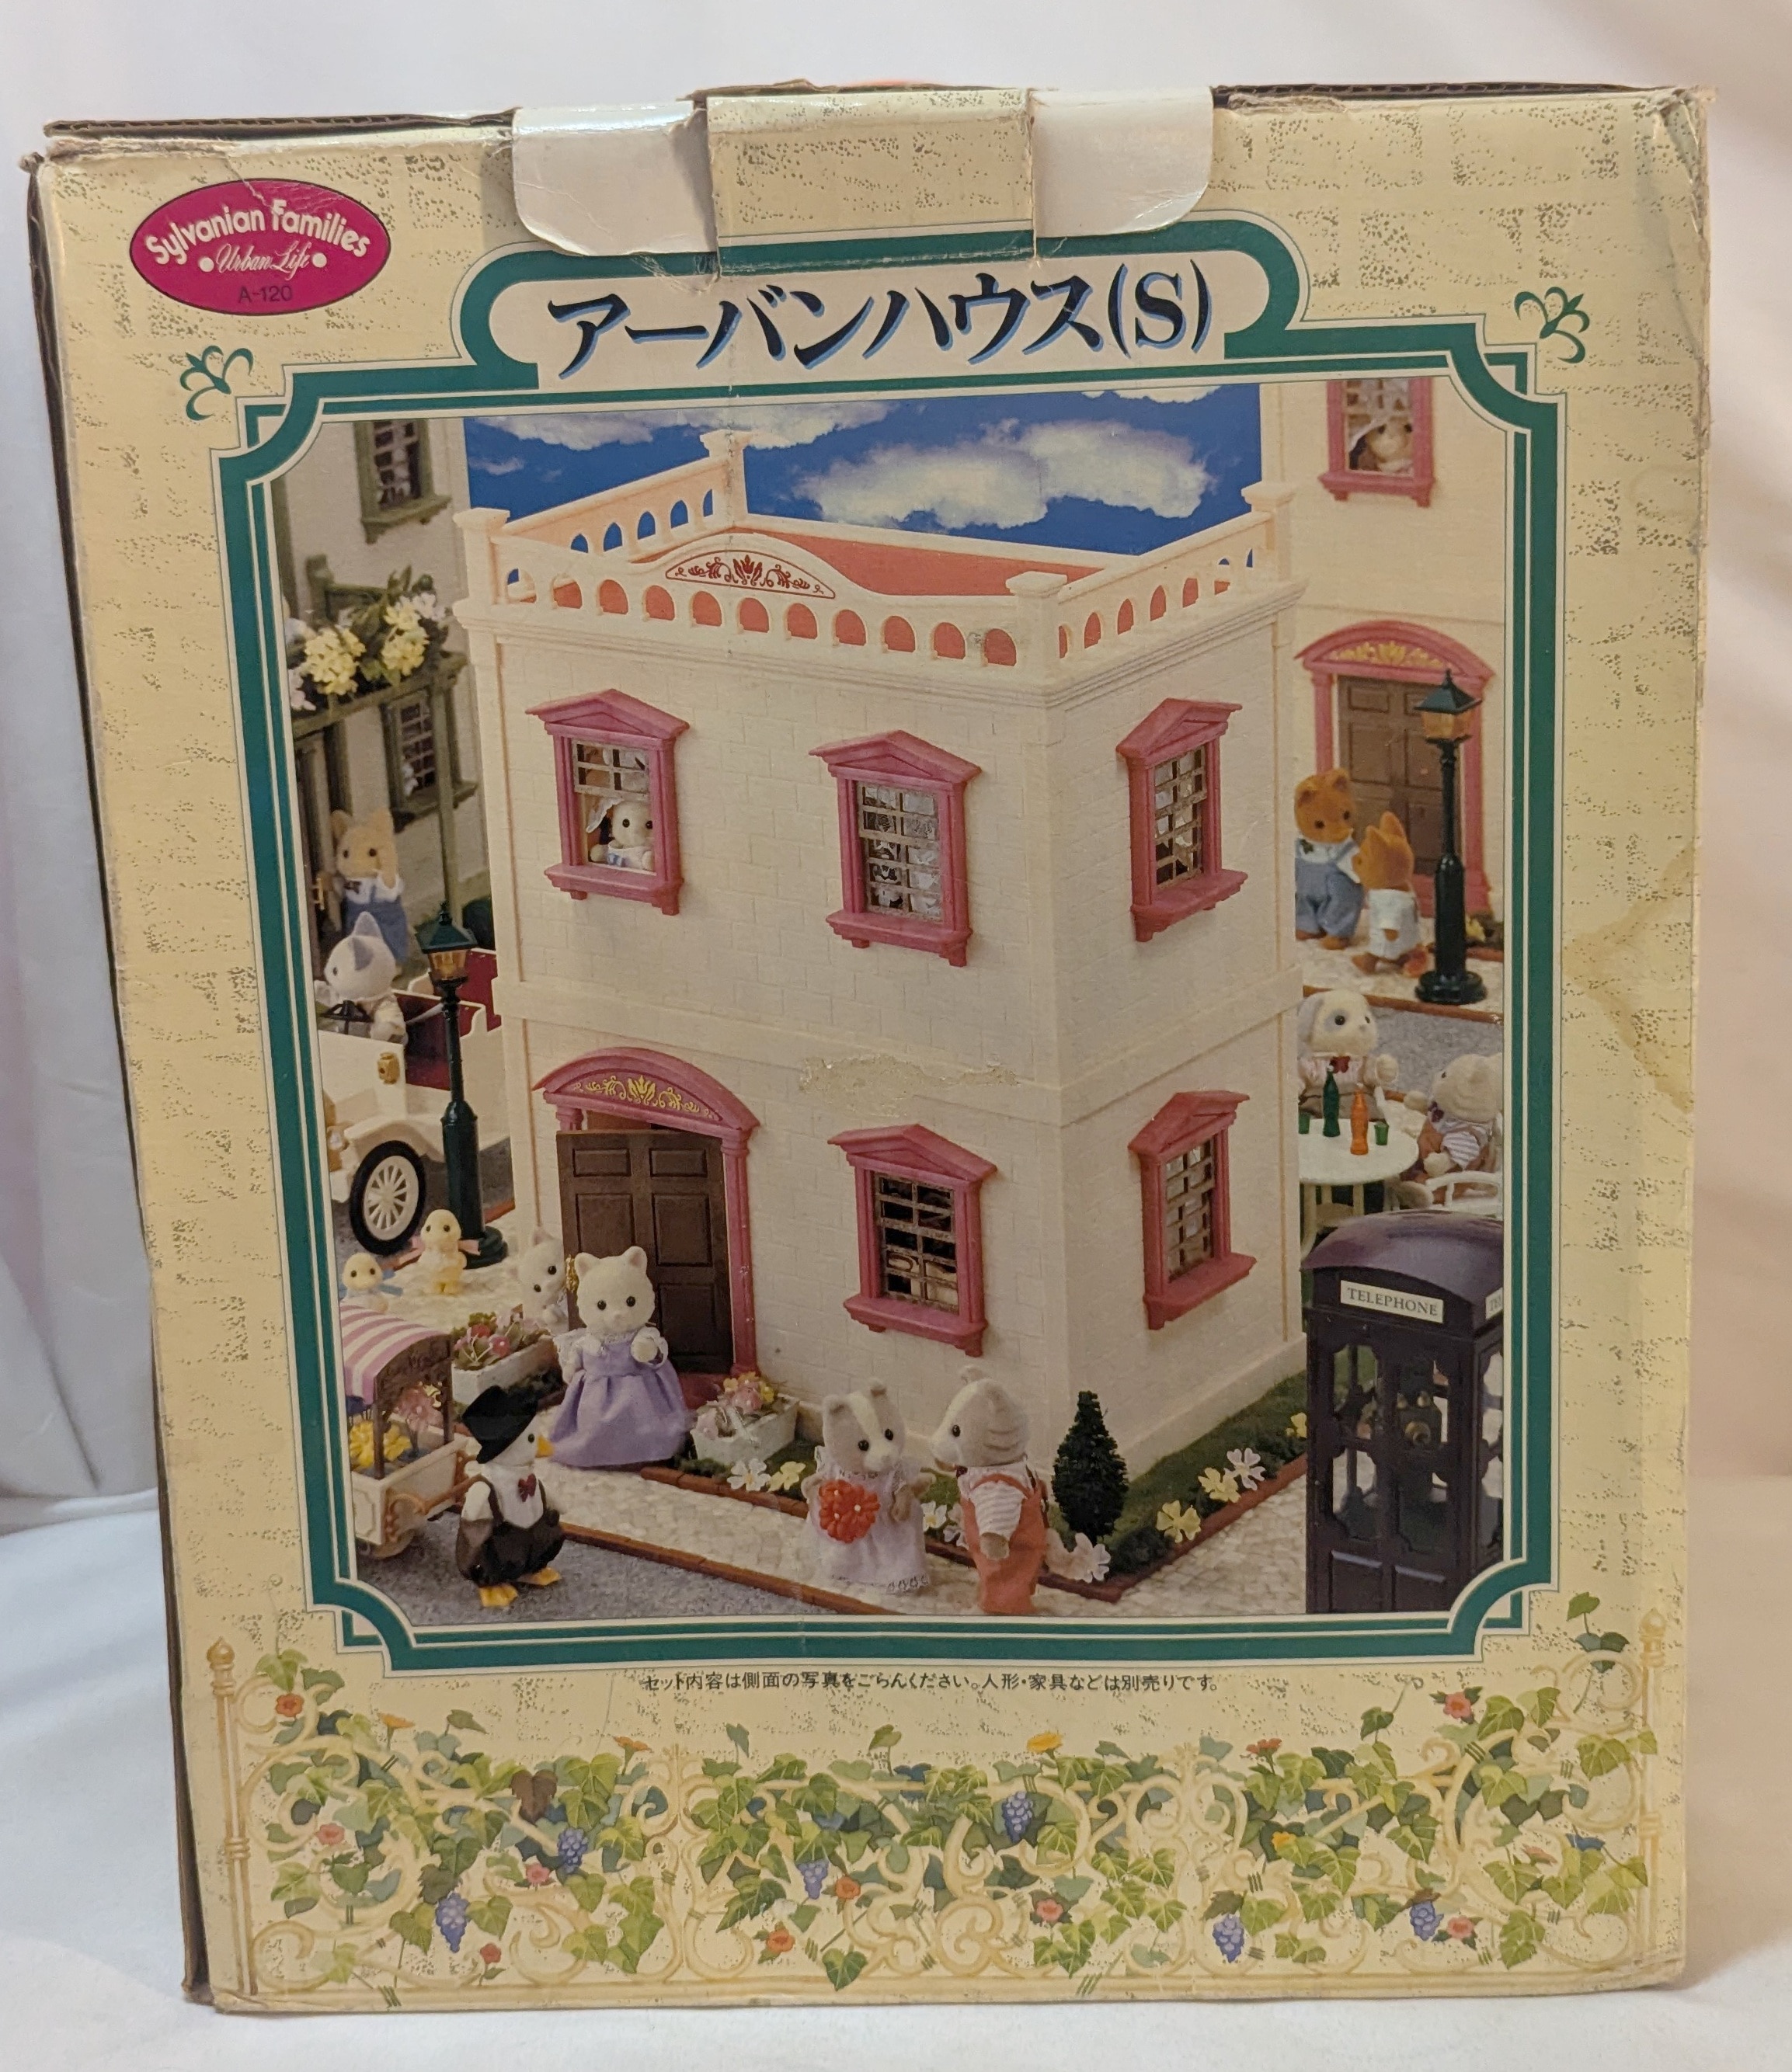 Sylvanian Families
•Urban Life•
A-120
アーバンハウス(S)
TELEPHONE
セット内容は側面の写真をごらんください。人形・家具などは別売りです。